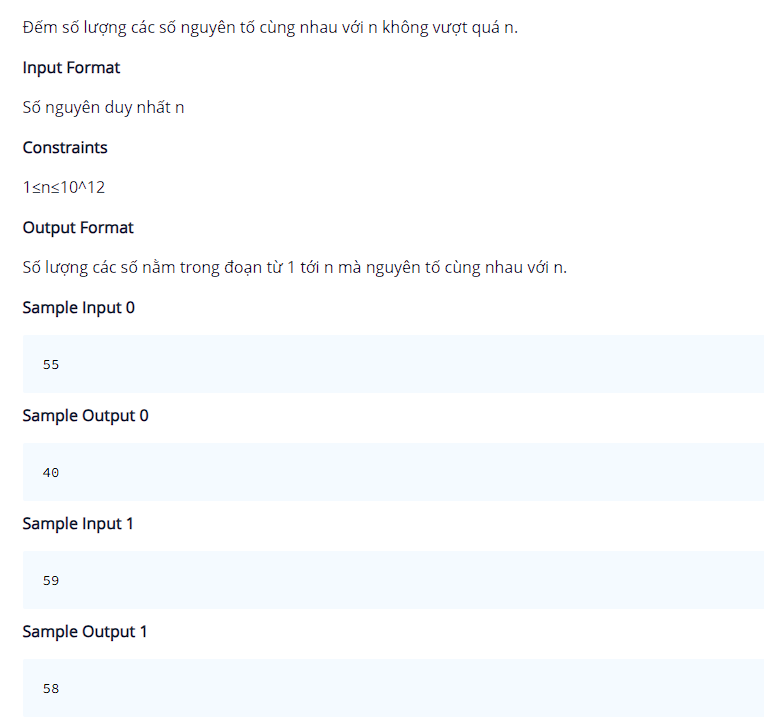 Đếm số lượng các số nguyên tố cùng nhau với n không vượt quá n.
Input Format
Số nguyên duy nhất n
Constraints
1≤n≤10^12
Output Format
Số lượng các số nằm trong đoạn từ 1 tới n mà nguyên tố cùng nhau với n.
Sample Input 0
55
Sample Output 0
40
Sample Input 1
59
Sample Output 1
58